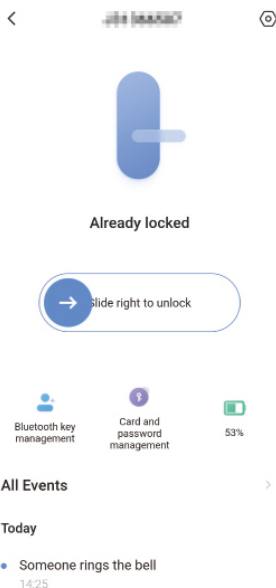 Already locked
Slide right to unlock
Bluetooth key
management
Card and
password
management
53%
All Events
Today
Someone rings the bell
14:25